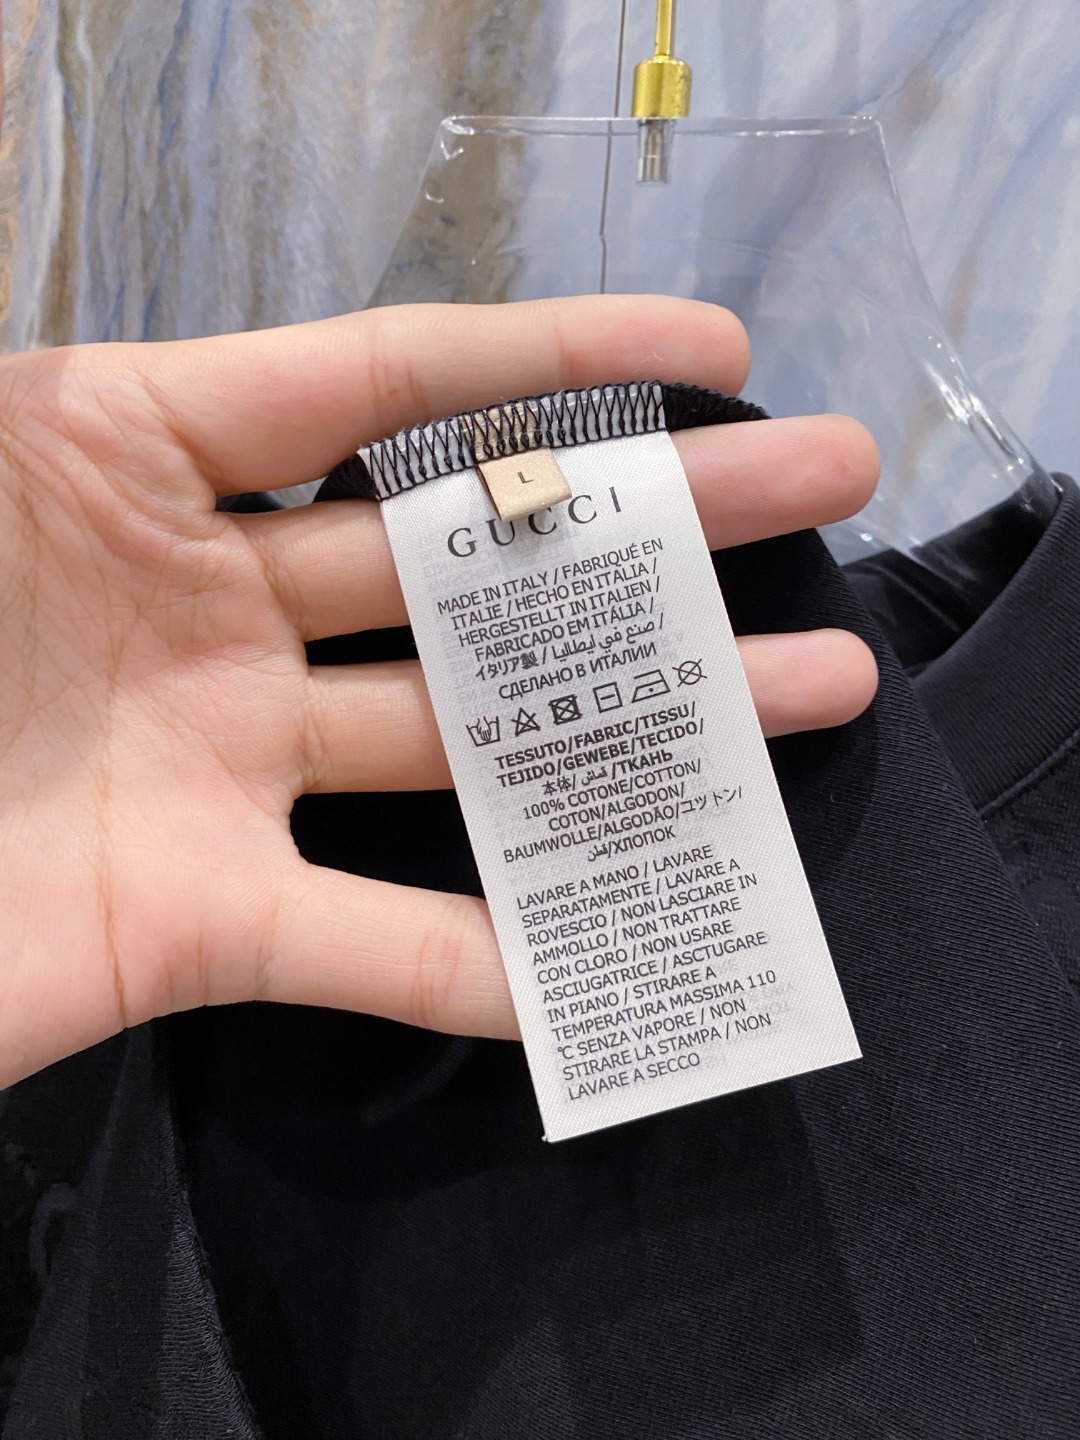 L
GUCCI
MADE IN ITALY / FABRIQUÉ EN
ITALIE / HECHO EN ITALIA /
HERGESTELLT IN ITALIEN /
FABRICADO EM ITÁLIA /
イタリア製 / صنع في إيطاليا /
СДЕЛАНО В ИТАЛИИ
TESSUTO/FABRIC/TISSU/
TEJIDO/GEWEBE/TECIDO/
本体/ قماش /ТКАНЬ
100% COTONE/COTTON/
COTON/ALGODON/
BAUMWOLLE/ALGODÃO/コットン/
قطن/ХЛОПОК
LAVARE A MANO / LAVARE
SEPARATAMENTE / LAVARE A
ROVESCIO / NON LASCIARE IN
AMMOLLO / NON TRATTARE
CON CLORO / NON USARE
ASCIUGATRICE / ASCTUGARE
IN PIANO / STIRARE A
TEMPERATURA MASSIMA 110
°C SENZA VAPORE / NON
STIRARE LA STAMPA / NON
LAVARE A SECCO